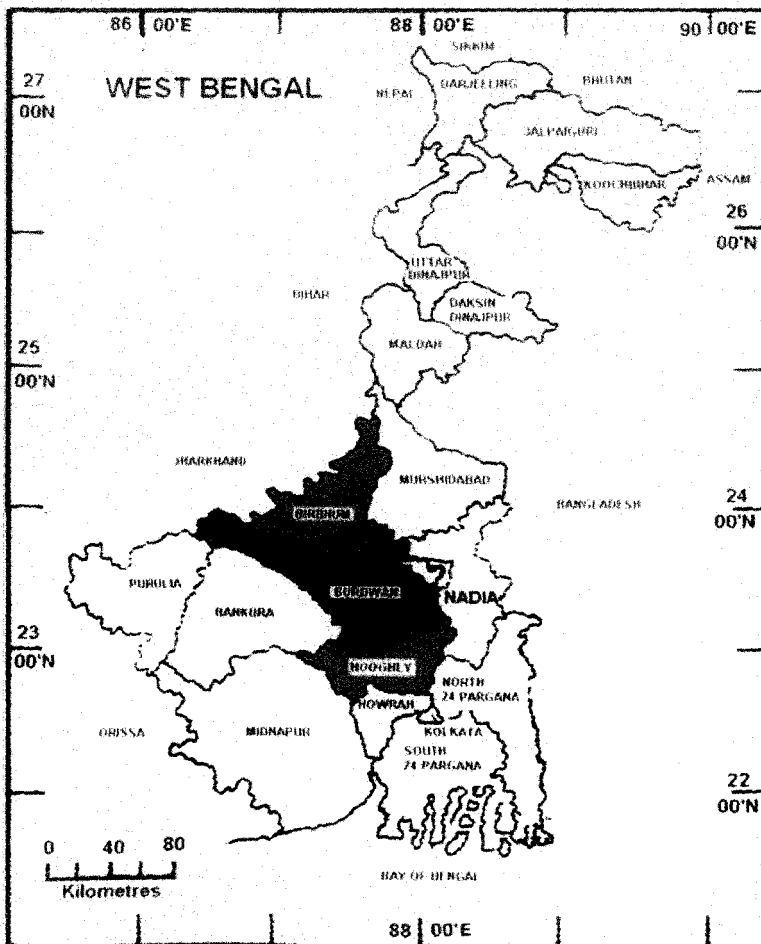 86 00'E
88 00'E
90 00'E
SIKKIM
27
00N
WEST BENGAL
NEPAL
DARJEELING
BHUTAN
JALPAIGURI
KOOCHBIHAR
ASSAM
26
00'N
UTTAR
DINAJPUR
BIHAR
DAKSIN
DINAJPUR
MALDAH
25
00'N
JHARKHAND
MURSHIDABAD
BANGLADESH
24
00'N
BIRBHUM
PURULIA
BURDWAN
NADIA
BANKURA
23
00'N
HOOGHLY
NORTH
24 PARGANA
HOWRAH
ORISSA
MIDNAPUR
KOLKATA
SOUTH
24 PARGANA
22
00'N
0 40 80
Kilometres
BAY OF BENGAL
88 00'E